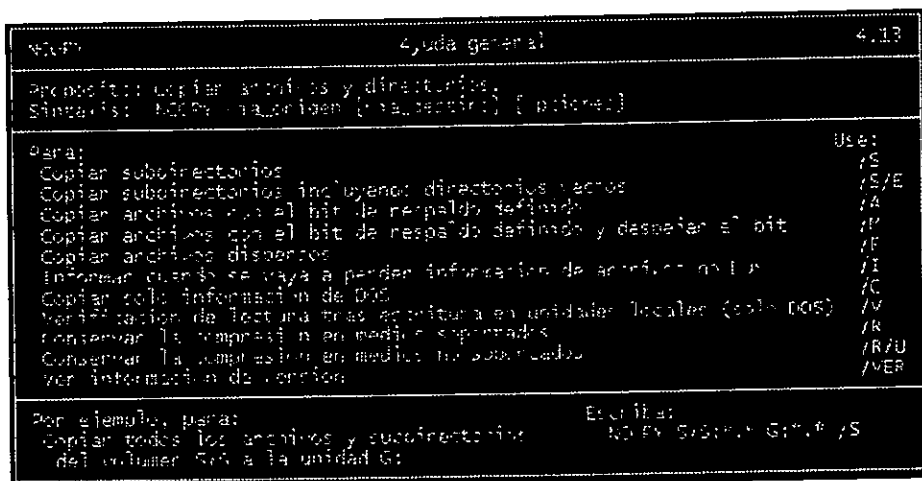 NCOPY Ayuda general 4.13
Propósito: Copiar archivos y directorios.
Sintaxis: NCOPY vía_origen [vía_destino] [opciones]
Para: Use:
Copiar subdirectorios /S
Copiar subdirectorios incluyendo directorios vacíos /S/E
Copiar archivos con el bit de respaldo definido /A
Copiar archivos con el bit de respaldo definido y despejar el bit /M
Copiar archivos dispersos /F
Informar cuando se vaya a perder información de archivos no DOS /I
Copiar sólo información de DOS /C
Verificación de lectura tras escritura en unidades locales (sólo DOS) /V
Conservar la compresión en medios soportados /R
Conservar la compresión en medios no soportados /R/U
Ver información de versión /VER
Por ejemplo, para: Escriba:
Copiar todos los archivos y subdirectorios NCOPY S/G:*.* G:*.* /S
del volumen S/G a la unidad G: